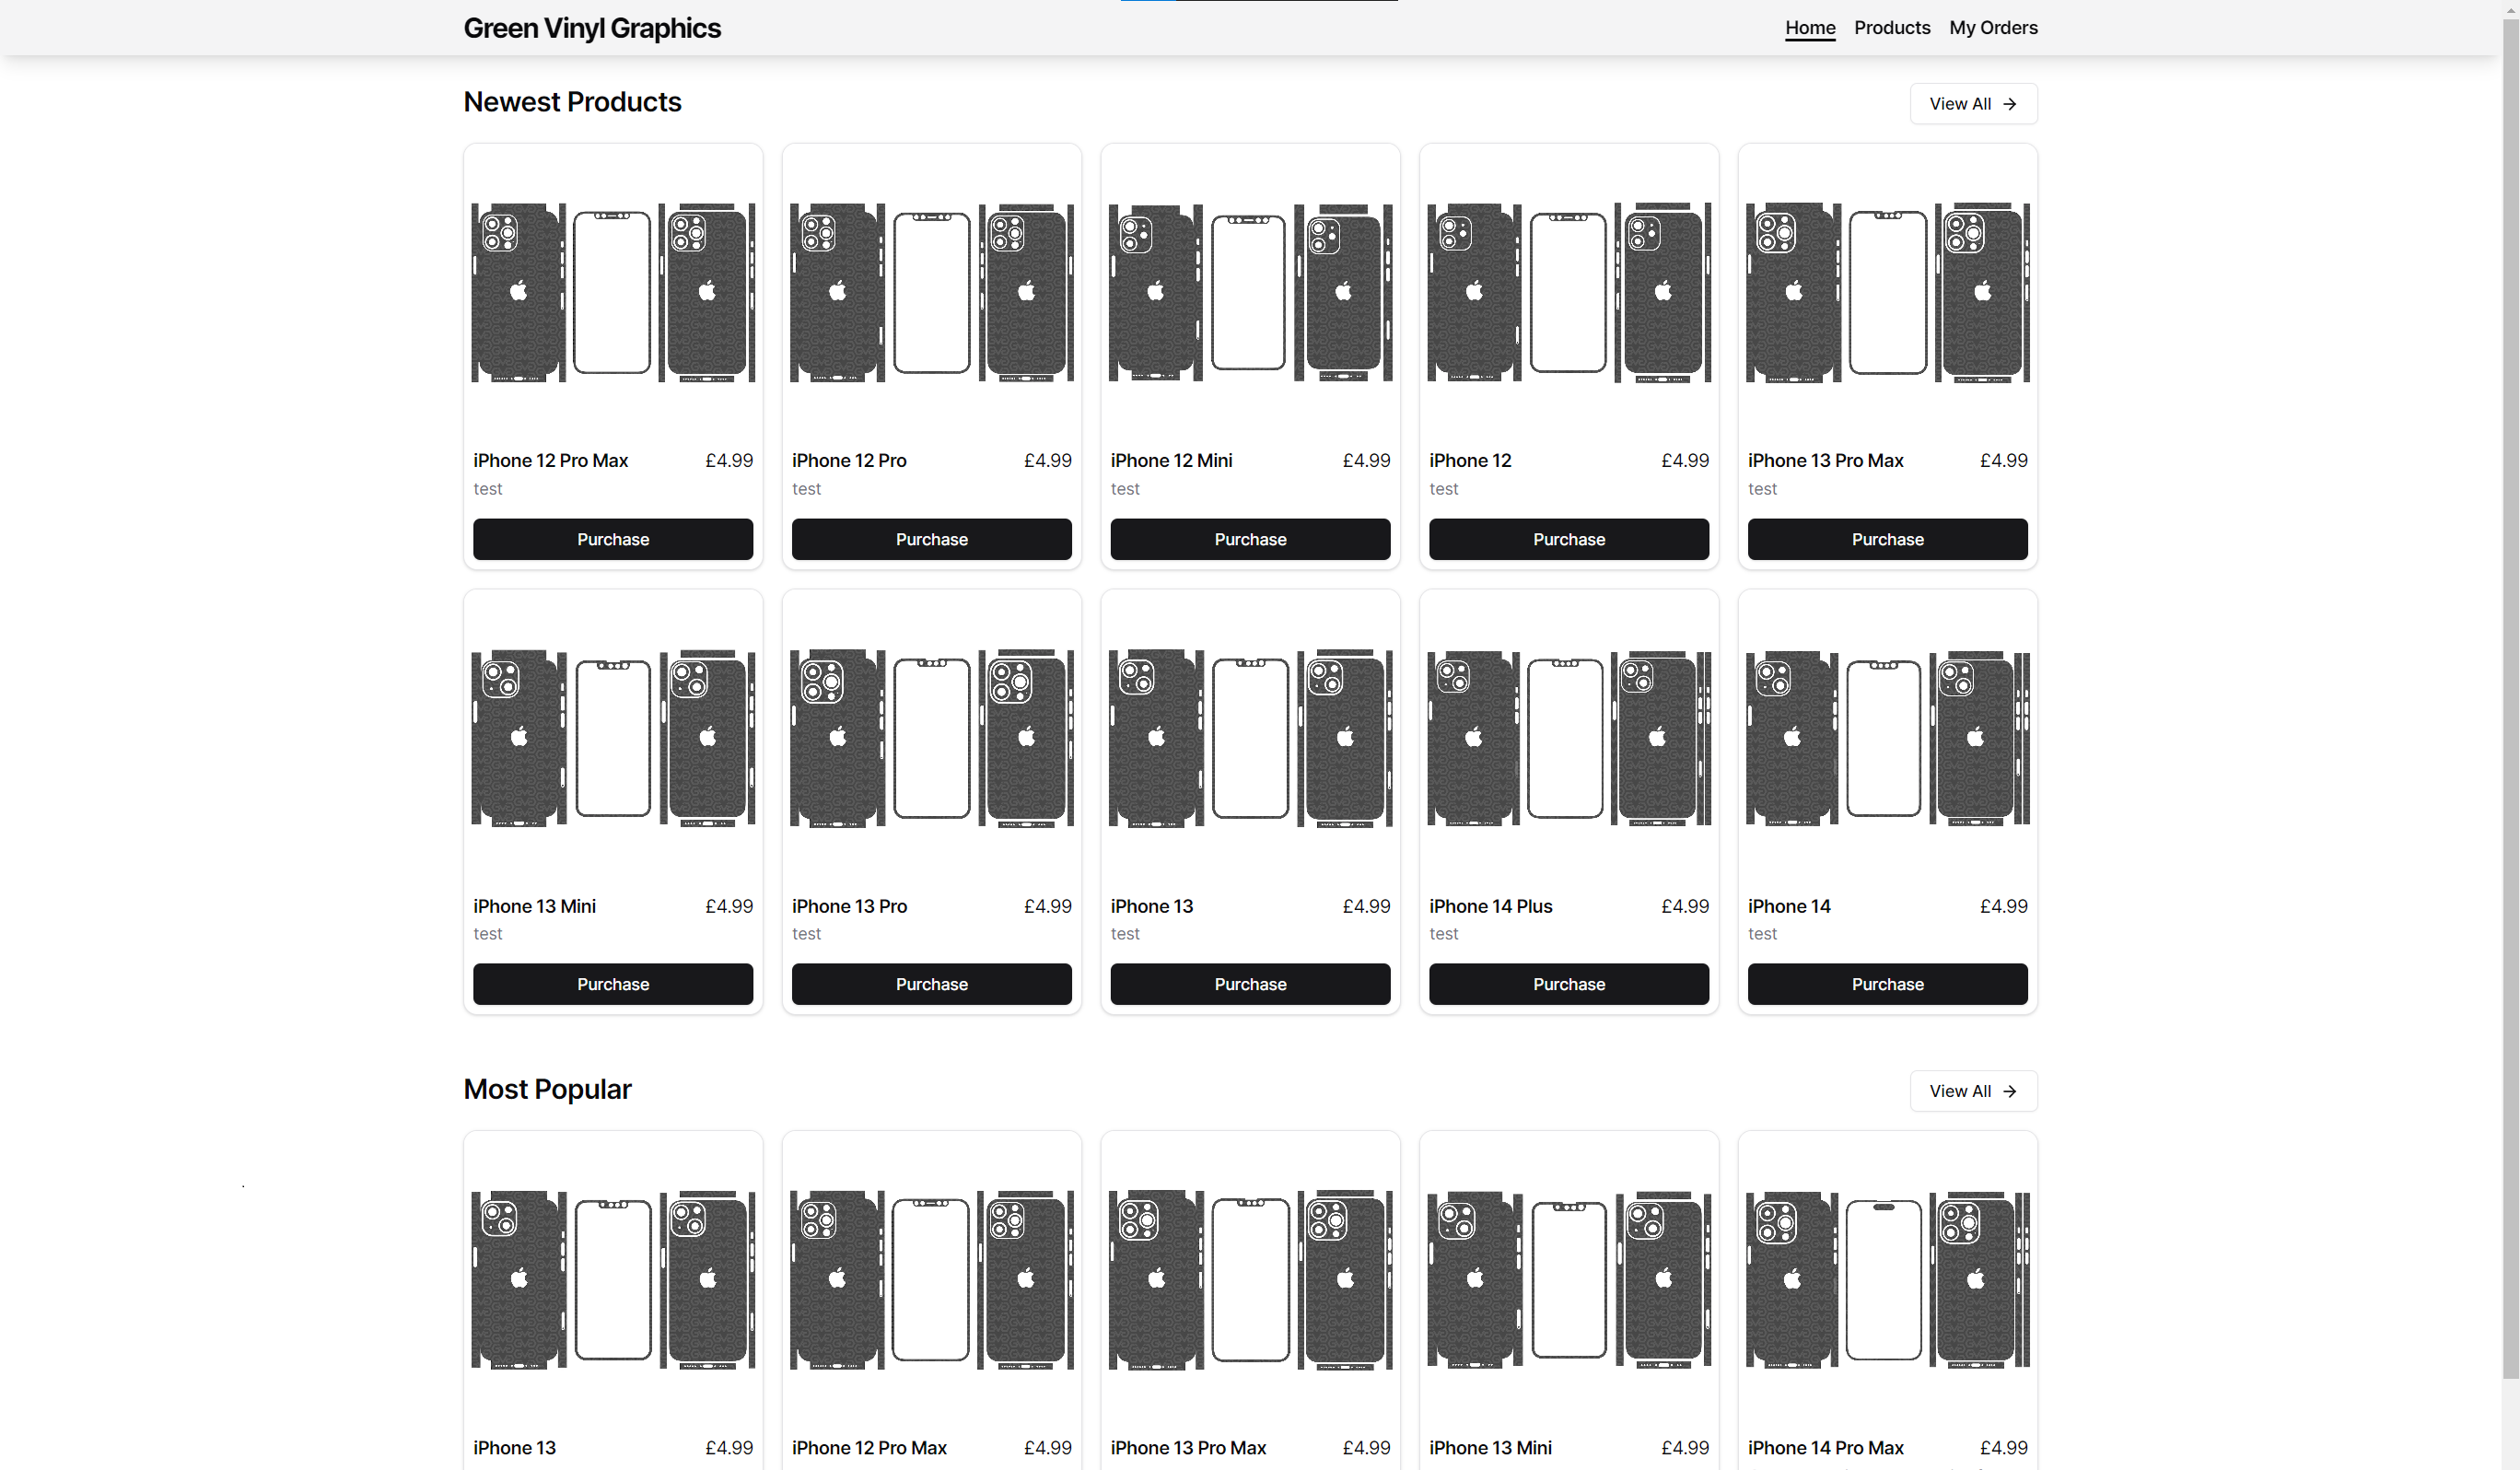 Green Vinyl Graphics
Home Products My Orders
Newest Products
View All
iPhone 12 Pro Max £4.99
test
Purchase
iPhone 12 Pro £4.99
test
Purchase
iPhone 12 Mini £4.99
test
Purchase
iPhone 12 £4.99
test
Purchase
iPhone 13 Pro Max £4.99
test
Purchase
iPhone 13 Mini £4.99
test
Purchase
iPhone 13 Pro £4.99
test
Purchase
iPhone 13 £4.99
test
Purchase
iPhone 14 Plus £4.99
test
Purchase
iPhone 14 £4.99
test
Purchase
Most Popular
View All
iPhone 13 £4.99
iPhone 12 Pro Max £4.99
iPhone 13 Pro Max £4.99
iPhone 13 Mini £4.99
iPhone 14 Pro Max £4.99